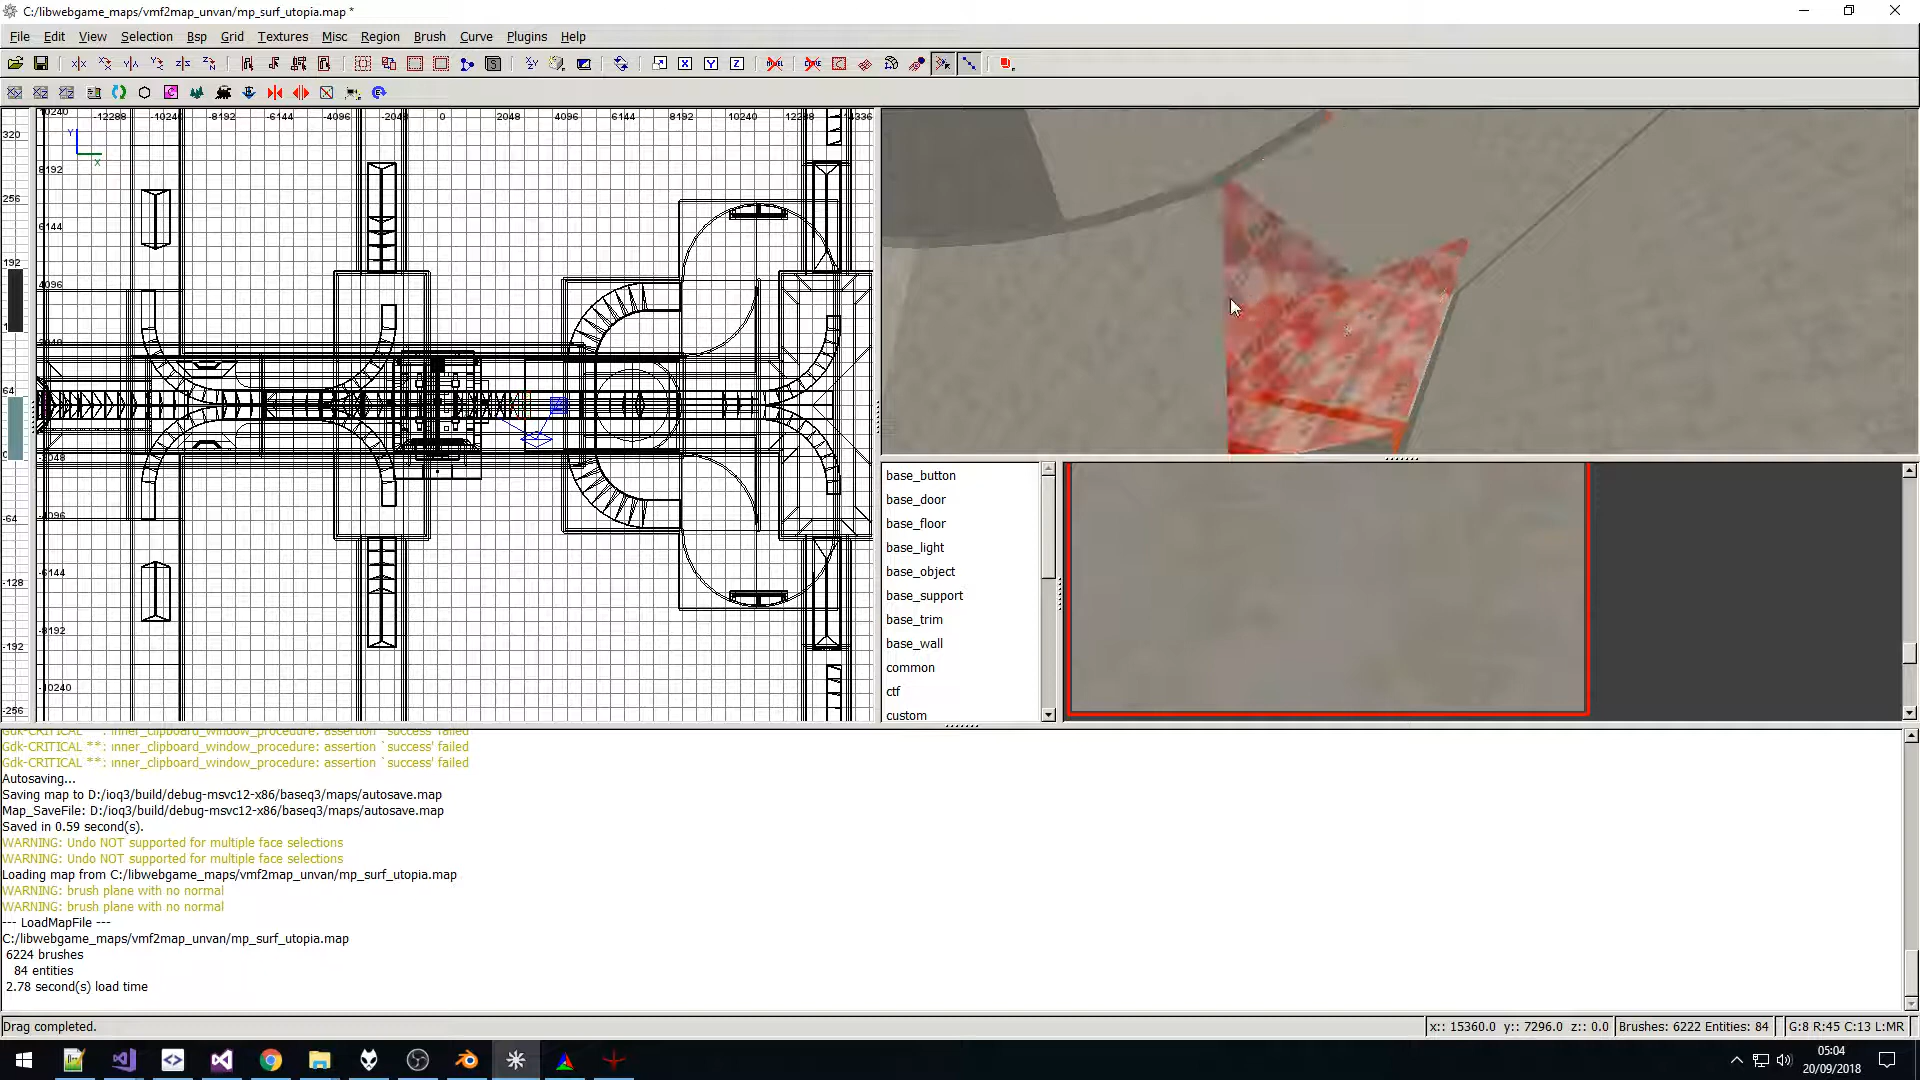 C:/libwebgame_maps/vmf2map_unvan/mp_surf_utopia.map *
File Edit View Selection Bsp Grid Textures Misc Region Brush Curve Plugins Help
-12288 -8192 -6144 -4096 0 2048 4096 6144 8192 10240
Y
X
320
8192
256
6144
192
4096
64
-2048
-64
-4096
-128
-6144
-8192
-192
-10240
-256
base_button
base_door
base_floor
base_light
base_object
base_support
base_trim
base_wall
common
ctf
custom
Gdk-CRITICAL **: inner_clipboard_window_procedure: assertion `success' failed
Gdk-CRITICAL **: inner_clipboard_window_procedure: assertion `success' failed
Gdk-CRITICAL **: inner_clipboard_window_procedure: assertion `success' failed
Autosaving...
Saving map to D:/ioq3/build/debug-msvc12-x86/baseq3/maps/autosave.map
Map_SaveFile: D:/ioq3/build/debug-msvc12-x86/baseq3/maps/autosave.map
Saved in 0.59 second(s).
WARNING: Undo NOT supported for multiple face selections
WARNING: Undo NOT supported for multiple face selections
Loading map from C:/libwebgame_maps/vmf2map_unvan/mp_surf_utopia.map
WARNING: brush plane with no normal
WARNING: brush plane with no normal
--- LoadMapFile ---
C:/libwebgame_maps/vmf2map_unvan/mp_surf_utopia.map
6224 brushes
84 entities
2.78 second(s) load time
Drag completed.
x:: 15360.0 y:: 7296.0 z:: 0.0
Brushes: 6222 Entities: 84
G:8 R:45 C:13 L:MR
05:04
20/09/2018